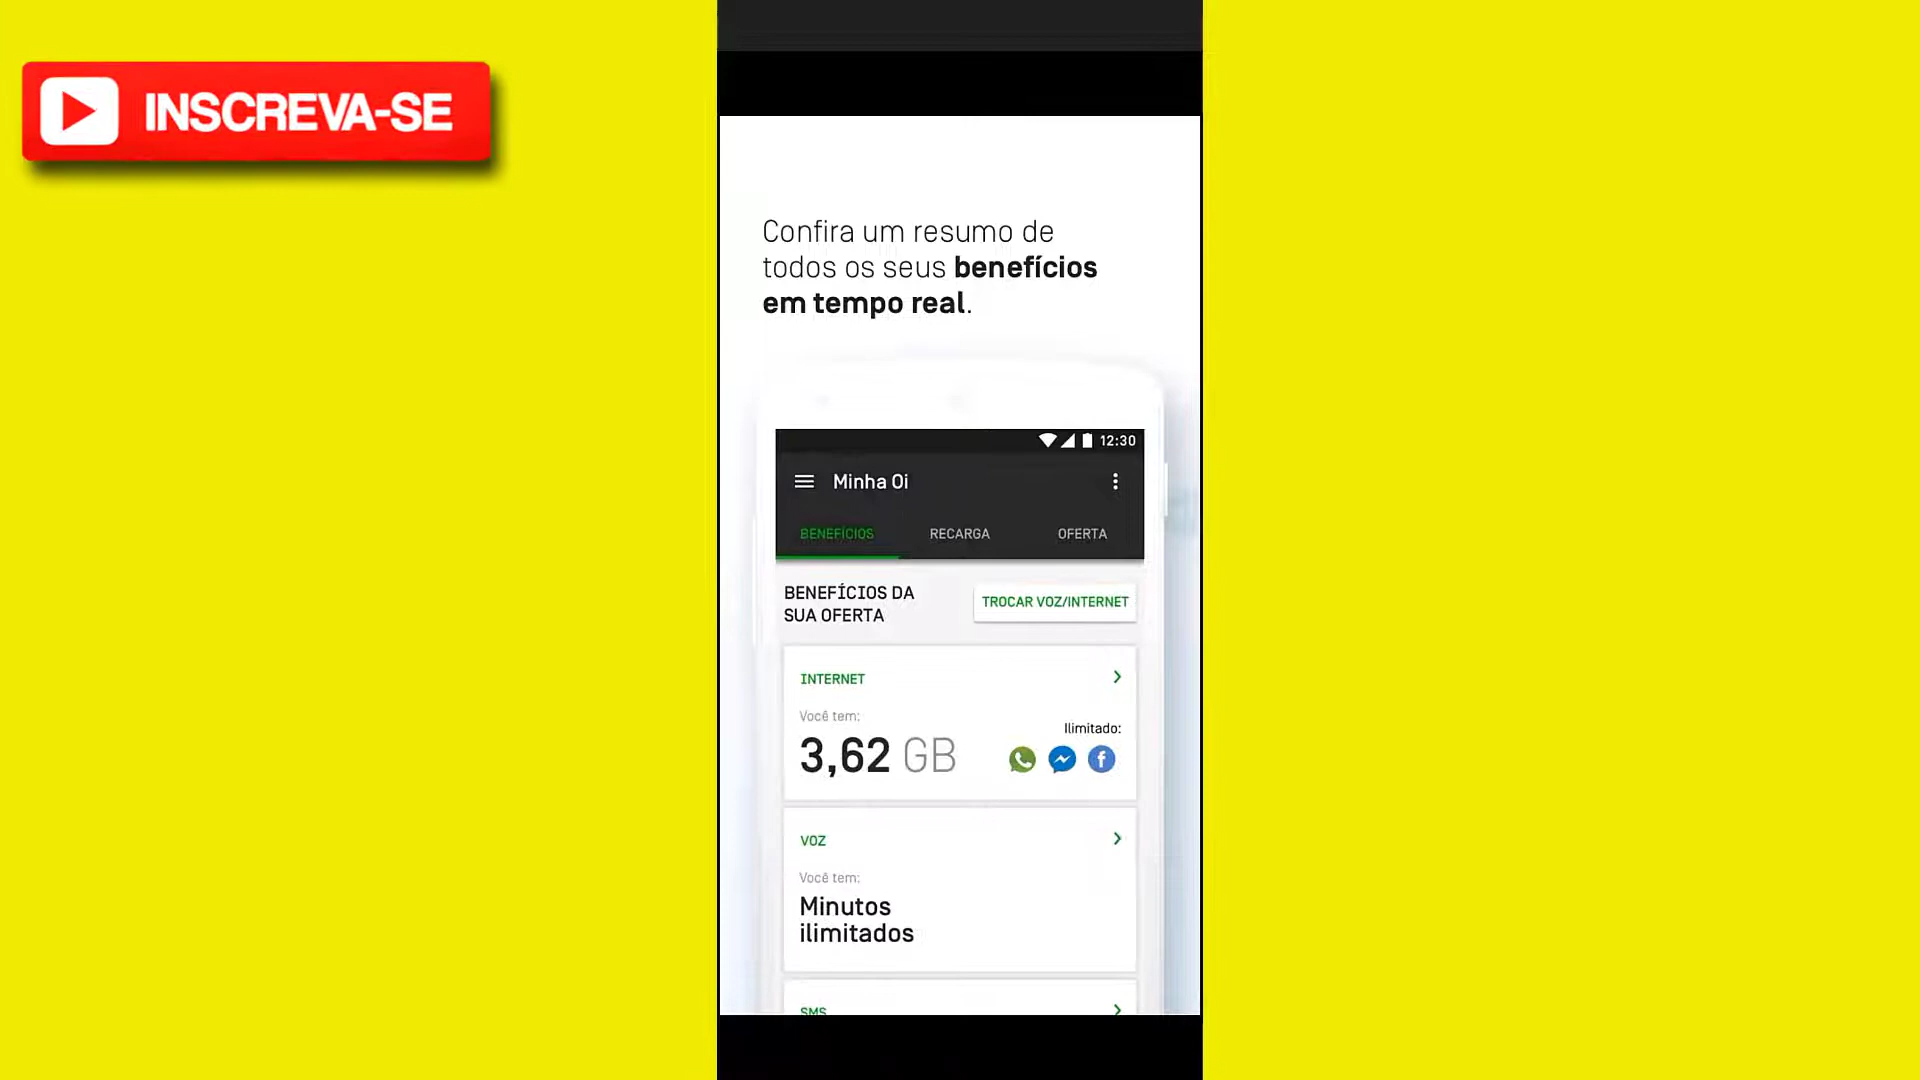 INSCREVA-SE
Confira um resumo de
todos os seus benefícios
em tempo real.
12:30
Minha Oi
BENEFÍCIOS RECARGA OFERTA
BENEFÍCIOS DA
SUA OFERTA
TROCAR VOZ/INTERNET
INTERNET
Você tem:
3,62 GB
Ilimitado:
VOZ
Você tem:
Minutos
ilimitados
SMS